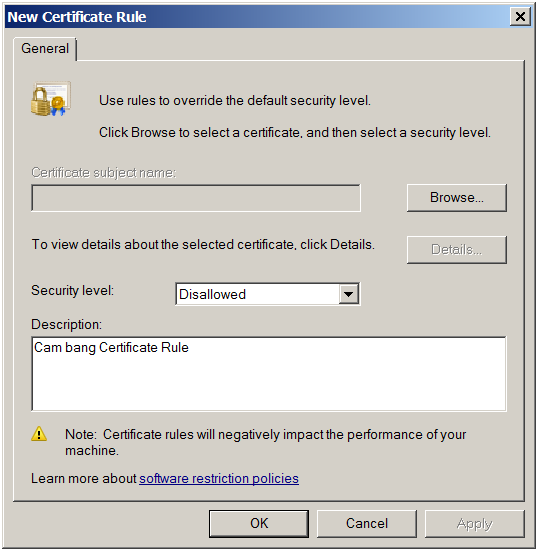 New Certificate Rule
General
Use rules to override the default security level.
Click Browse to select a certificate, and then select a security level.
Certificate subject name:
Browse...
To view details about the selected certificate, click Details.
Details...
Security level:
Disallowed
Description:
Cam bang Certificate Rule
Note: Certificate rules will negatively impact the performance of your
machine.
Learn more about software restriction policies
OK
Cancel
Apply